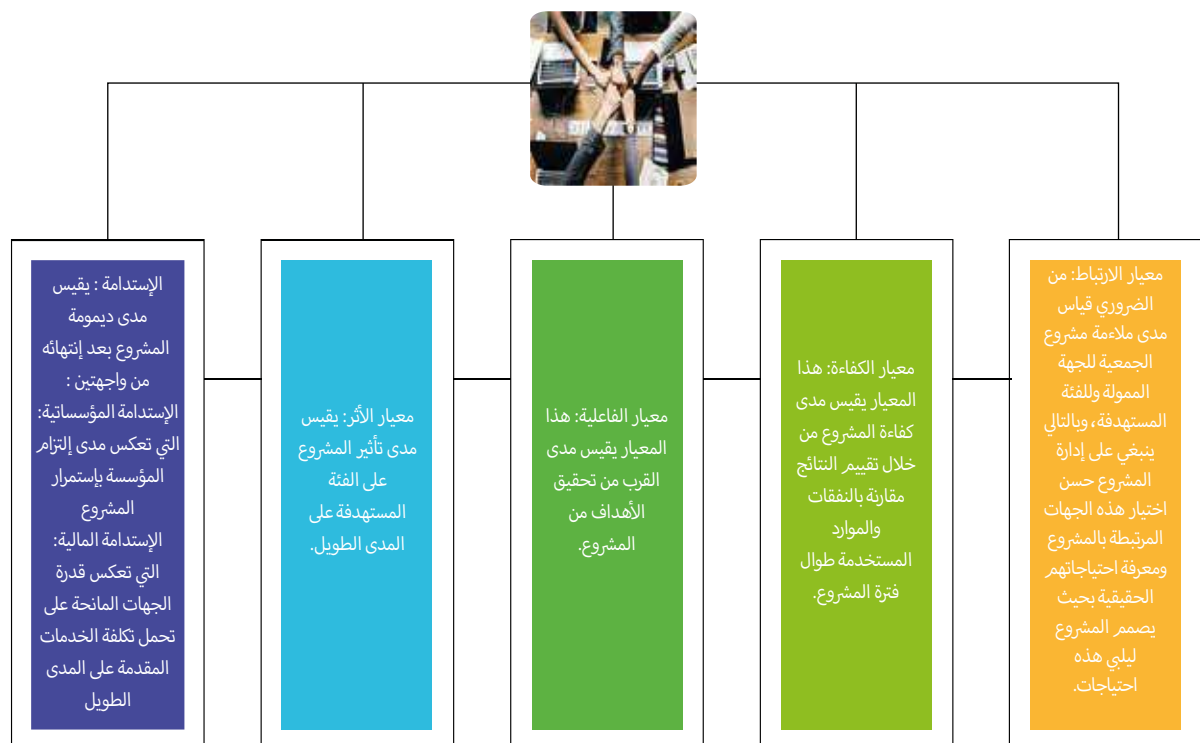 معيار الارتباط: من
الضروري قياس
مدى ملاءمة مشروع
الجمعية للجهة
الممولة وللفئة
المستهدفة، وبالتالي
ينبغي على إدارة
المشروع حسن
اختيار هذه الجهات
المرتبطة بالمشروع
ومعرفة احتياجاتهم
الحقيقية بحيث
يصمم المشروع
ليلبي هذه
احتياجات.
معيار الكفاءة: هذا
المعيار يقيس مدى
كفاءة المشروع من
خلال تقييم النتائج
مقارنة بالنفقات
والموارد
المستخدمة طوال
فترة المشروع.
معيار الفاعلية: هذا
المعيار يقيس مدى
القرب من تحقيق
الأهداف من
المشروع.
معيار الأثر: يقيس
مدى تأثير المشروع
على الفئة
المستهدفة على
المدى الطويل.
الإستدامة : يقيس
مدى ديمومة
المشروع بعد إنتهائه
من واجهتين :
الإستدامة المؤسساتية:
التي تعكس مدى إلتزام
المؤسسة بإستمرار
المشروع
الإستدامة المالية:
التي تعكس قدرة
الجهات المانحة على
تحمل تكلفة الخدمات
المقدمة على المدى
الطويل